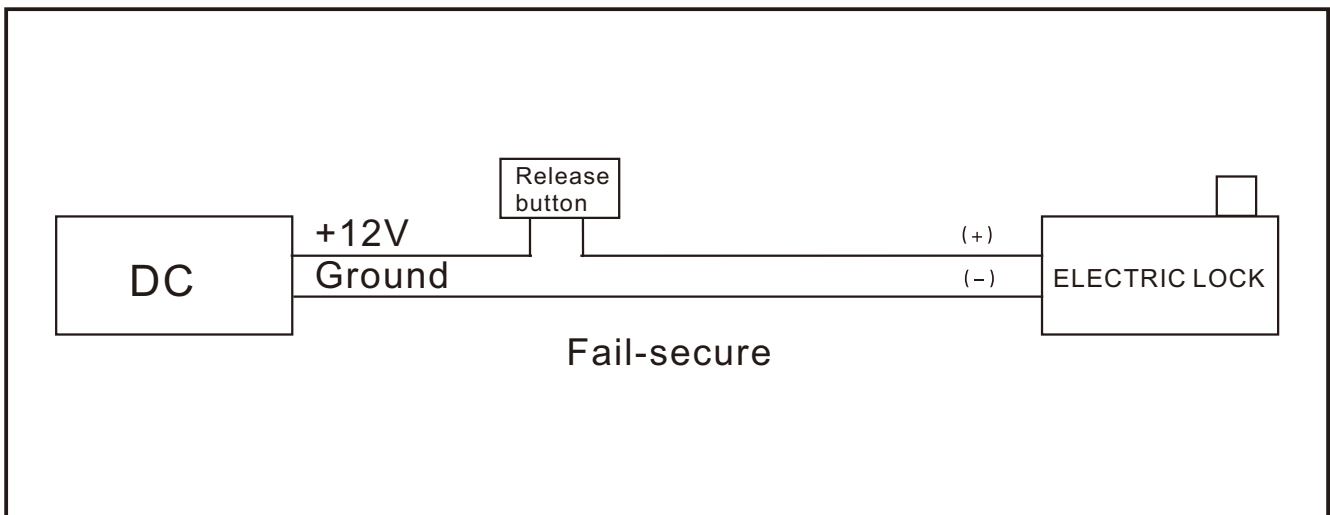 Release
button
+12V
(+)
DC
Ground
(-)
ELECTRIC LOCK
Fail-secure